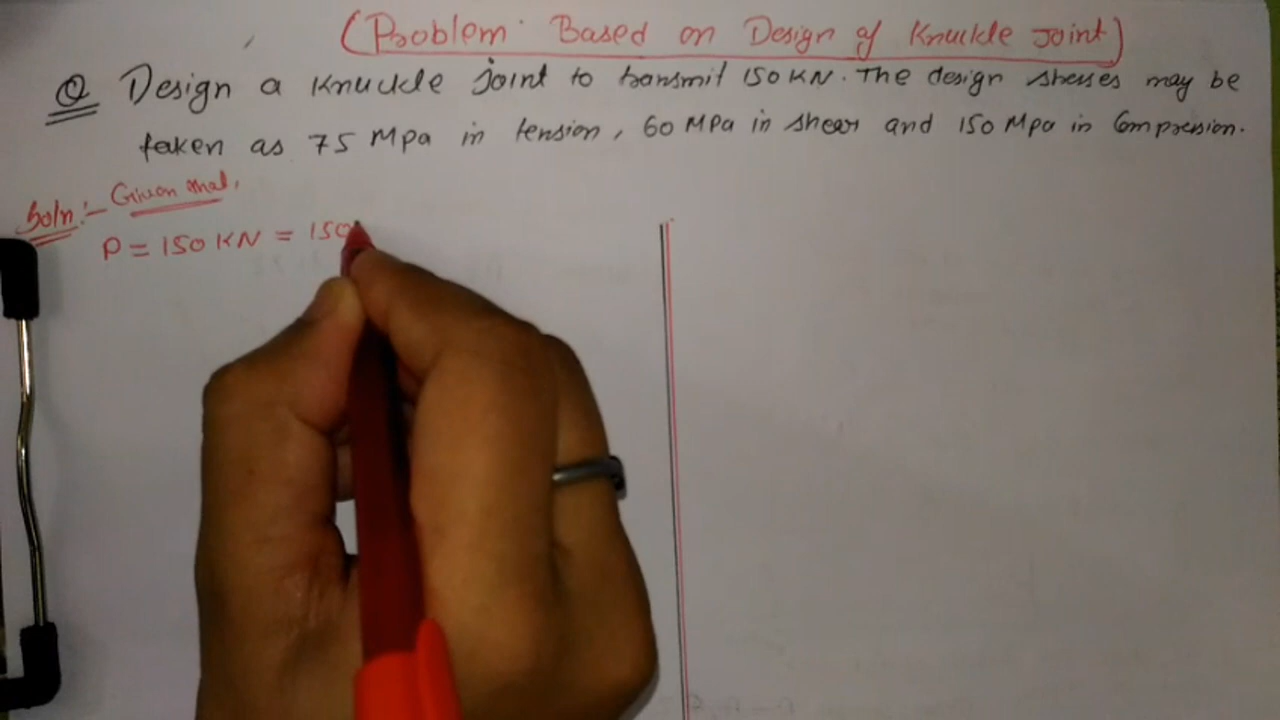 (Problem Based on Design of Knuckle Joint)
Q Design a Knuckle joint to transmit 150 KN. The design stresses may be
taken as 75 MPa in tension, 60 MPa in shear and 150 MPa in Compression.
Soln:- Given that,
P = 150 KN = 150